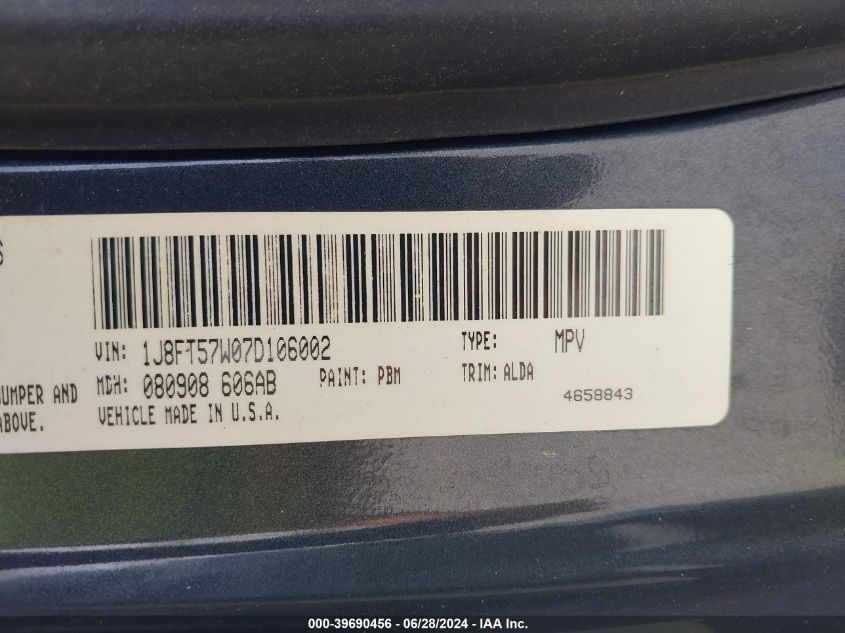 VIN: 1J8FT57W07D106002 TYPE: MPV
BUMPER AND MDH: 080908 606AB PAINT: PBM TRIM: ALDA
ABOVE. VEHICLE MADE IN U.S.A. 4658843
000-39690456 / 06/28/2024 - IAA Inc.